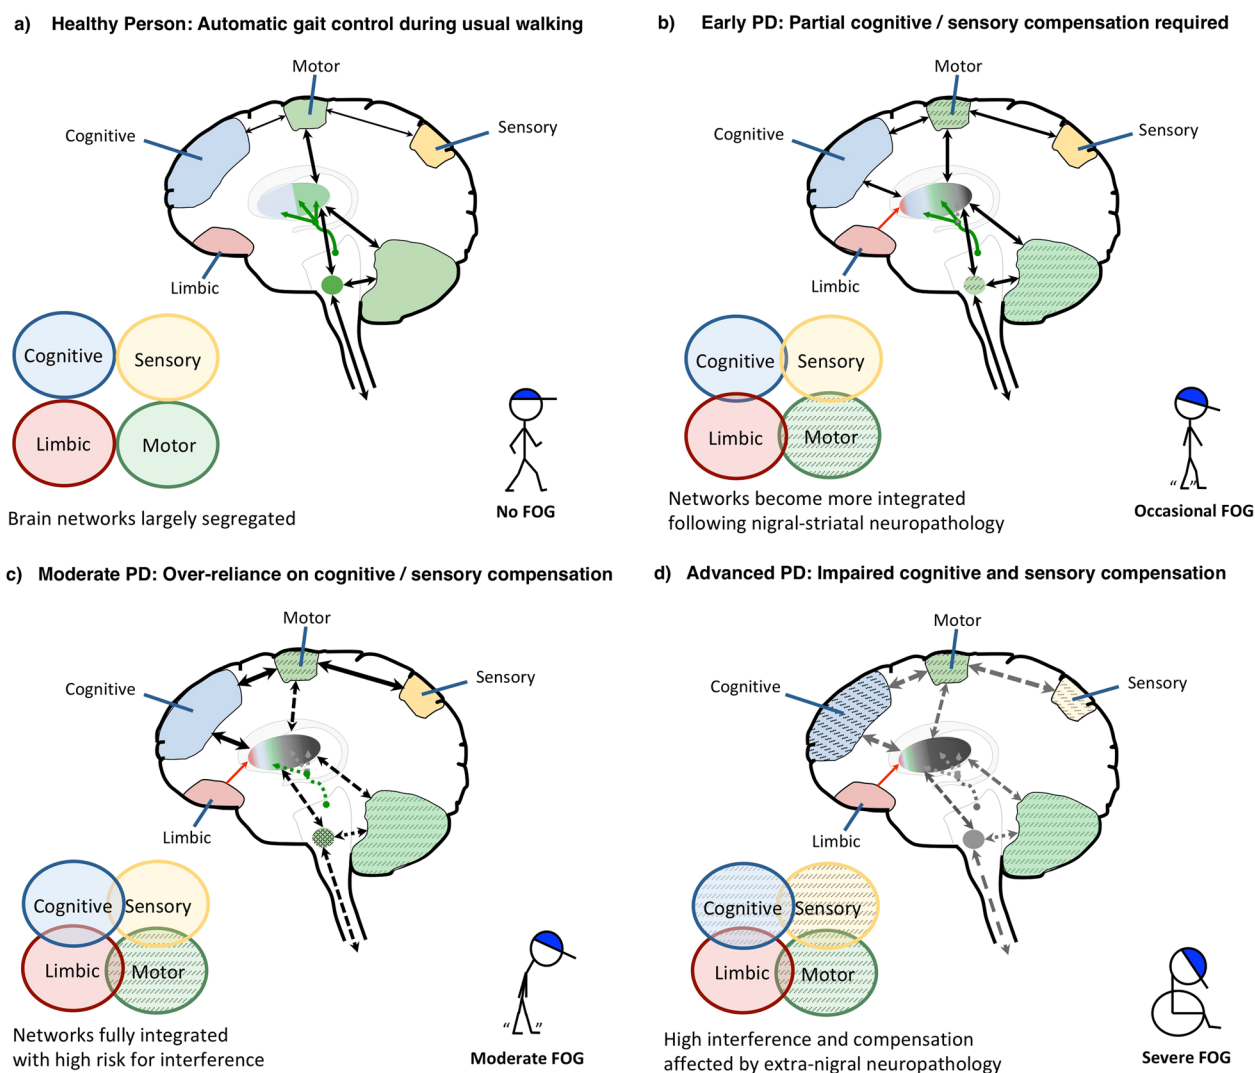 a) Healthy Person: Automatic gait control during usual walking
Motor
Cognitive
Sensory
Limbic
Cognitive
Sensory
Limbic
Motor
Brain networks largely segregated
No FOG
b) Early PD: Partial cognitive / sensory compensation required
Motor
Cognitive
Sensory
Limbic
Cognitive
Sensory
Limbic
Motor
Networks become more integrated
following nigral-striatal neuropathology
“ ”
Occasional FOG
c) Moderate PD: Over-reliance on cognitive / sensory compensation
Motor
Cognitive
Sensory
Limbic
Cognitive
Sensory
Limbic
Motor
Networks fully integrated
with high risk for interference
“ ”
Moderate FOG
d) Advanced PD: Impaired cognitive and sensory compensation
Motor
Cognitive
Sensory
Limbic
Cognitive
Sensory
Limbic
Motor
High interference and compensation
affected by extra-nigral neuropathology
Severe FOG